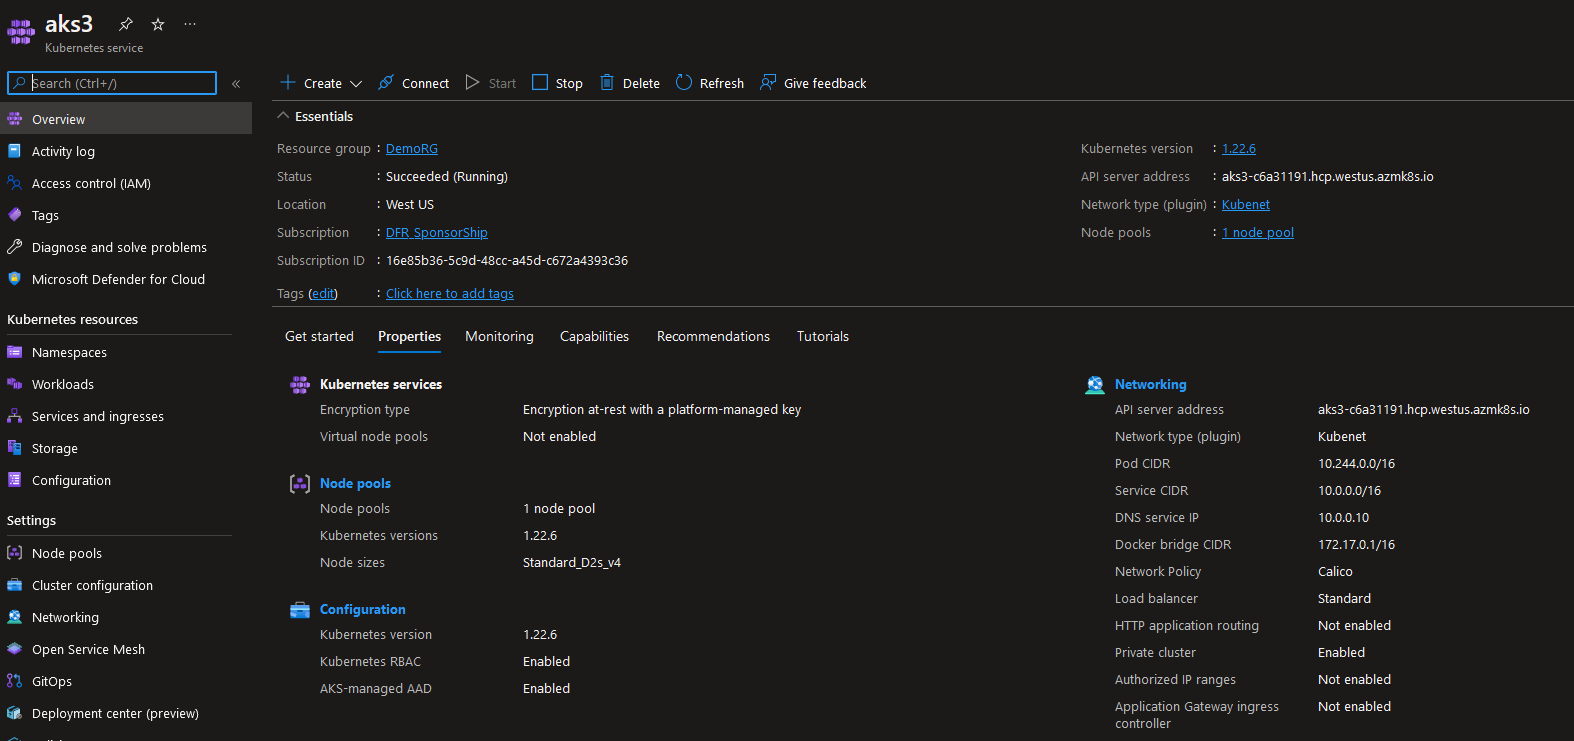 aks3
Kubernetes service
Search (Ctrl+/)
«
Create
Connect
Start
Stop
Delete
Refresh
Give feedback
Overview
Activity log
Access control (IAM)
Tags
Diagnose and solve problems
Microsoft Defender for Cloud
Kubernetes resources
Namespaces
Workloads
Services and ingresses
Storage
Configuration
Settings
Node pools
Cluster configuration
Networking
Open Service Mesh
GitOps
Deployment center (preview)
Essentials
Resource group : DemoRG
Status : Succeeded (Running)
Location : West US
Subscription : DFR_SponsorShip
Subscription ID : 16e85b36-5c9d-48cc-a45d-c672a4393c36
Tags (edit) : Click here to add tags
Kubernetes version : 1.22.6
API server address : aks3-c6a31191.hcp.westus.azmk8s.io
Network type (plugin) : Kubenet
Node pools : 1 node pool
Get started
Properties
Monitoring
Capabilities
Recommendations
Tutorials
Kubernetes services
Encryption type Encryption at-rest with a platform-managed key
Virtual node pools Not enabled
Node pools
Node pools 1 node pool
Kubernetes versions 1.22.6
Node sizes Standard_D2s_v4
Configuration
Kubernetes version 1.22.6
Kubernetes RBAC Enabled
AKS-managed AAD Enabled
Networking
API server address aks3-c6a31191.hcp.westus.azmk8s.io
Network type (plugin) Kubenet
Pod CIDR 10.244.0.0/16
Service CIDR 10.0.0.0/16
DNS service IP 10.0.0.10
Docker bridge CIDR 172.17.0.1/16
Network Policy Calico
Load balancer Standard
HTTP application routing Not enabled
Private cluster Enabled
Authorized IP ranges Not enabled
Application Gateway ingress Not enabled
controller